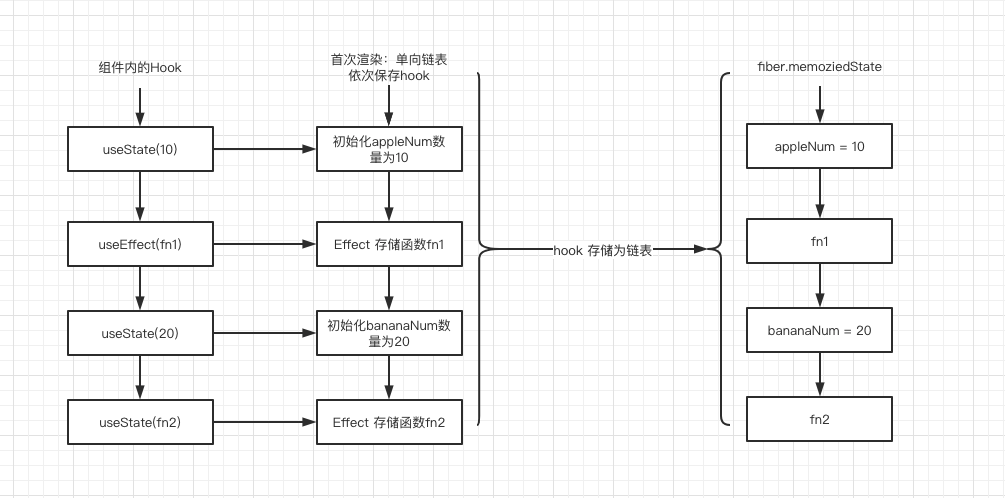 组件内的Hook
首次渲染：单向链表
依次保存hook
fiber.memoziedState
useState(10)
初始化appleNum数
量为10
appleNum = 10
useEffect(fn1)
Effect 存储函数fn1
fn1
hook 存储为链表
useState(20)
初始化bananaNum数
量为20
bananaNum = 20
useState(fn2)
Effect 存储函数fn2
fn2